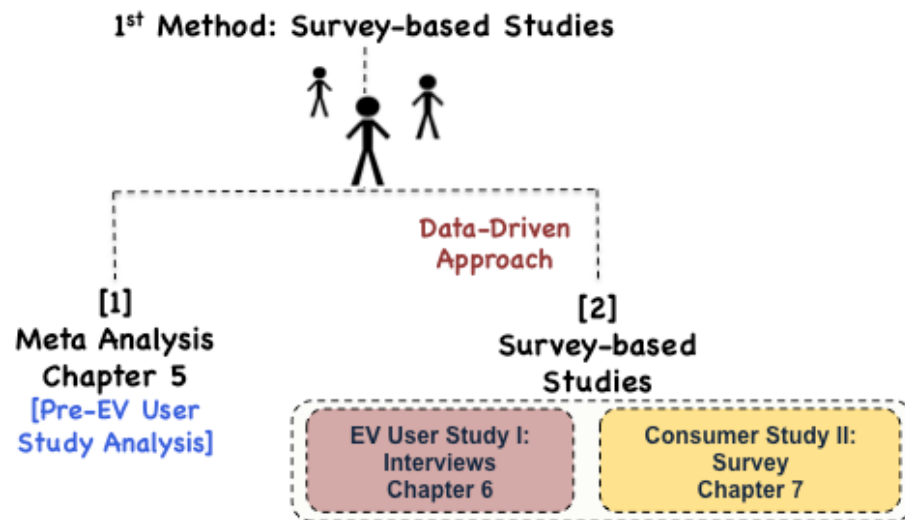 1st Method: Survey-based Studies
Data-Driven
Approach
[1]
Meta Analysis
Chapter 5
[Pre-EV User
Study Analysis]
[2]
Survey-based
Studies
EV User Study I:
Interviews
Chapter 6
Consumer Study II:
Survey
Chapter 7